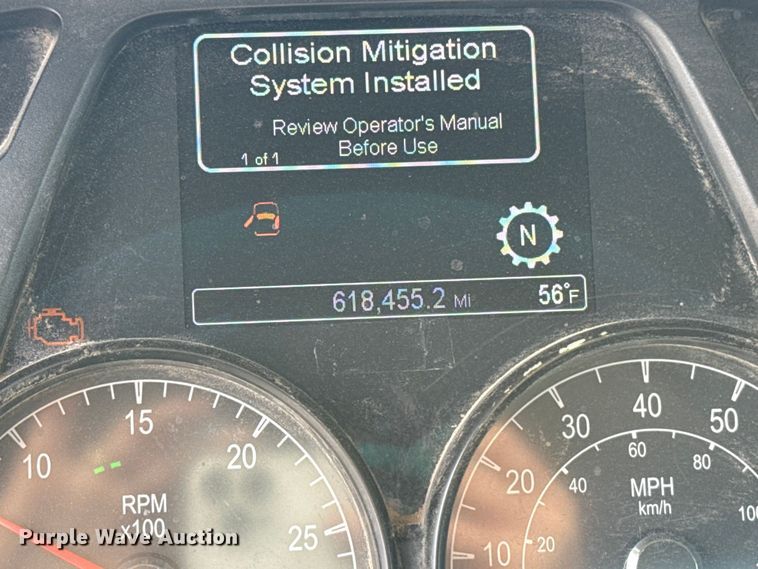 Collision Mitigation
System Installed
Review Operator's Manual
1 of 1 Before Use
N
618,455.2 Mi 56°F
10 15 20 25
RPM
x100
10 20 30 40 50
20 40 60 80 100
MPH
km/h
Purple Wave Auction